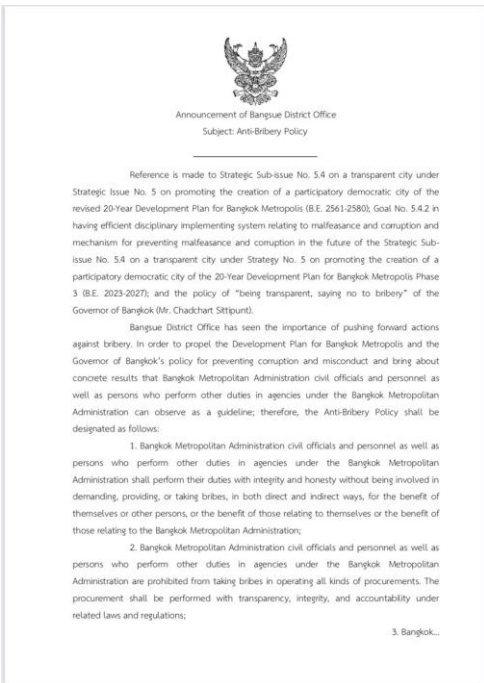 Announcement of Bangsue District Office
Subject: Anti-Bribery Policy
Reference is made to Strategic Sub-issue No. 5.4 on a transparent city under
Strategic Issue No. 5 on promoting the creation of a participatory democratic city of the
revised 20-Year Development Plan for Bangkok Metropolis (B.E. 2561-2580); Goal No. 5.4.2 in
having efficient disciplinary implementing system relating to malfeasance and corruption and
mechanism for preventing malfeasance and corruption in the future of the Strategic Sub-
issue No. 5.4 on a transparent city under Strategy No. 5 on promoting the creation of a
participatory democratic city of the 20-Year Development Plan for Bangkok Metropolis Phase
3 (B.E. 2023-2027); and the policy of "being transparent, saying no to bribery" of the
Governor of Bangkok (Mr. Chadchart Sittipunt).
Bangsue District Office has seen the importance of pushing forward actions
against bribery. In order to propel the Development Plan for Bangkok Metropolis and the
Governor of Bangkok's policy for preventing corruption and misconduct and bring about
concrete results that Bangkok Metropolitan Administration civil officials and personnel as
well as persons who perform other duties in agencies under the Bangkok Metropolitan
Administration can observe as a guideline; therefore, the Anti-Bribery Policy shall be
designated as follows:
1. Bangkok Metropolitan Administration civil officials and personnel as well as
persons who perform other duties in agencies under the Bangkok Metropolitan
Administration shall perform their duties with integrity and honesty without being involved in
demanding, providing, or taking bribes, in both direct and indirect ways, for the benefit of
themselves or other persons, or the benefit of those relating to themselves or the benefit of
those relating to the Bangkok Metropolitan Administration;
2. Bangkok Metropolitan Administration civil officials and personnel as well as
persons who perform other duties in agencies under the Bangkok Metropolitan
Administration are prohibited from taking bribes in operating all kinds of procurements. The
procurement shall be performed with transparency, integrity, and accountability under
related laws and regulations;
3. Bangkok...